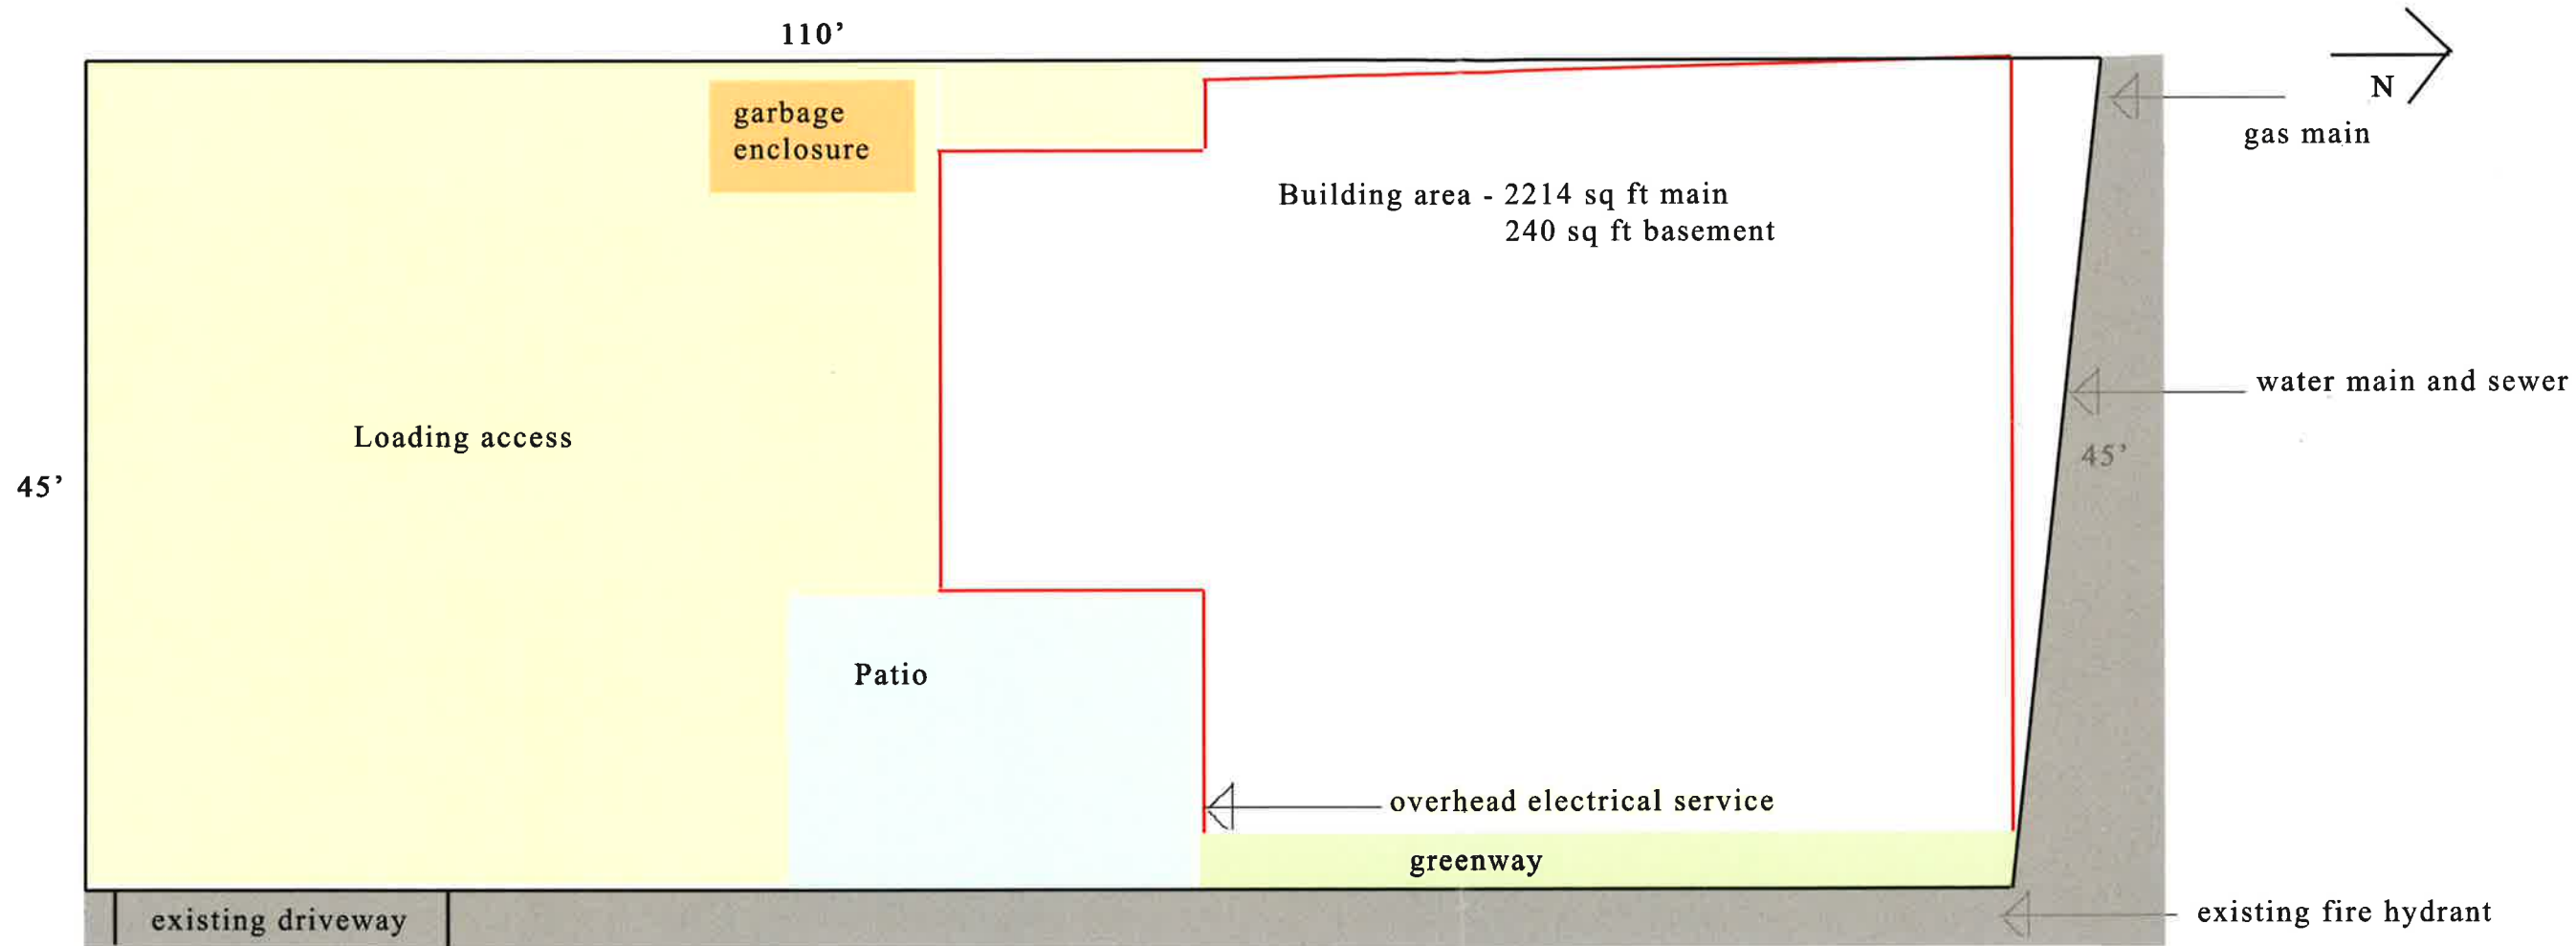 110’
N
garbage
enclosure
gas main
Building area - 2214 sq ft main
240 sq ft basement
water main and sewer
Loading access
45’
45’
Patio
overhead electrical service
greenway
existing driveway
existing fire hydrant